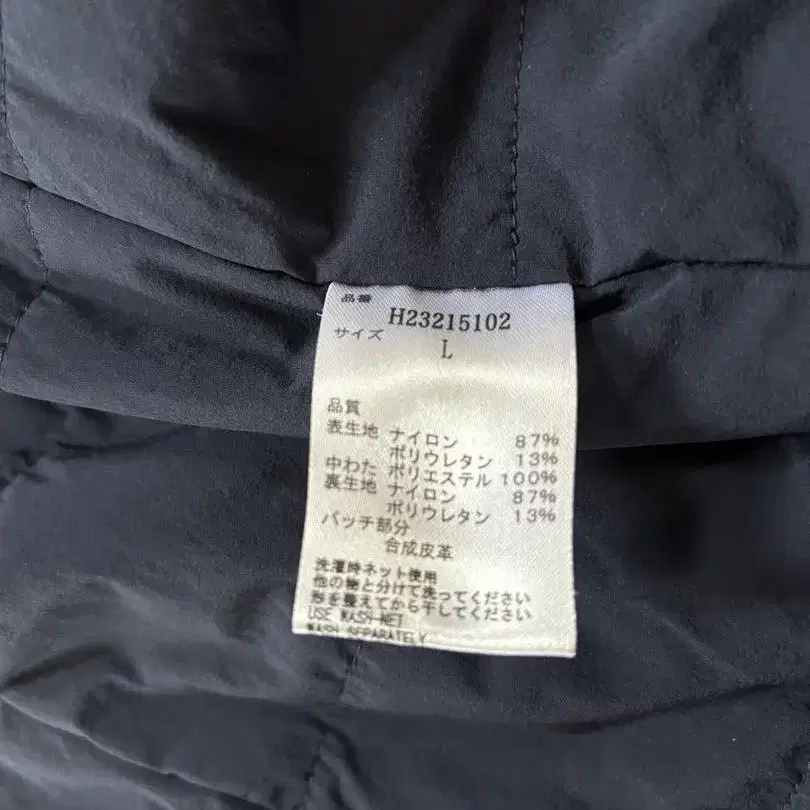 品番
H23215102
サイズ
L
品質
表生地 ナイロン 87%
ポリウレタン 13%
中わた ポリエステル 100%
裏生地 ナイロン 87%
ポリウレタン 13%
パッチ部分
合成皮革
洗濯時ネット使用
他の物と分けて洗ってください
形を整えてから干してください
USE WASH-NET
WASH SEPARATELY